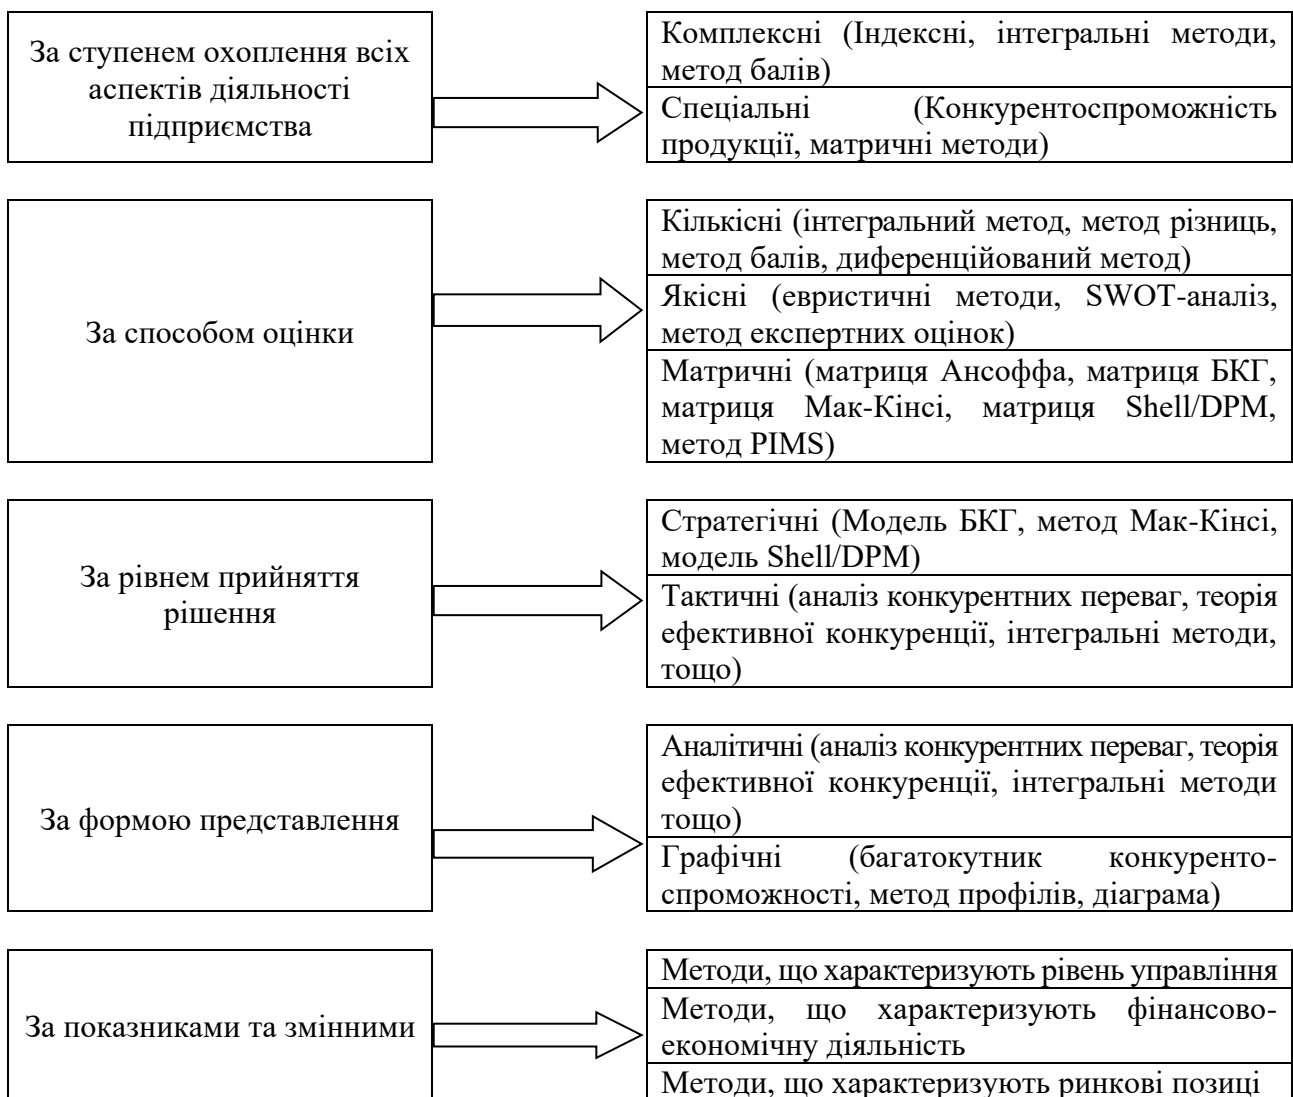 За ступенем охоплення всіх
аспектів діяльності
підприємства
Комплексні (Індексні, інтегральні методи,
метод балів)
Спеціальні (Конкурентоспроможність
продукції, матричні методи)
За способом оцінки
Кількісні (інтегральний метод, метод різниць,
метод балів, диференційований метод)
Якісні (евристичні методи, SWOT-аналіз,
метод експертних оцінок)
Матричні (матриця Ансоффа, матриця БКГ,
матриця Мак-Кінсі, матриця Shell/DPM,
метод PIMS)
За рівнем прийняття
рішення
Стратегічні (Модель БКГ, метод Мак-Кінсі,
модель Shell/DPM)
Тактичні (аналіз конкурентних переваг, теорія
ефективної конкуренції, інтегральні методи,
тощо)
За формою представлення
Аналітичні (аналіз конкурентних переваг, теорія
ефективної конкуренції, інтегральні методи
тощо)
Графічні (багатокутник конкуренто-
спроможності, метод профілів, діаграма)
За показниками та змінними
Методи, що характеризують рівень управління
Методи, що характеризують фінансово-
економічну діяльність
Методи, що характеризують ринкові позиці